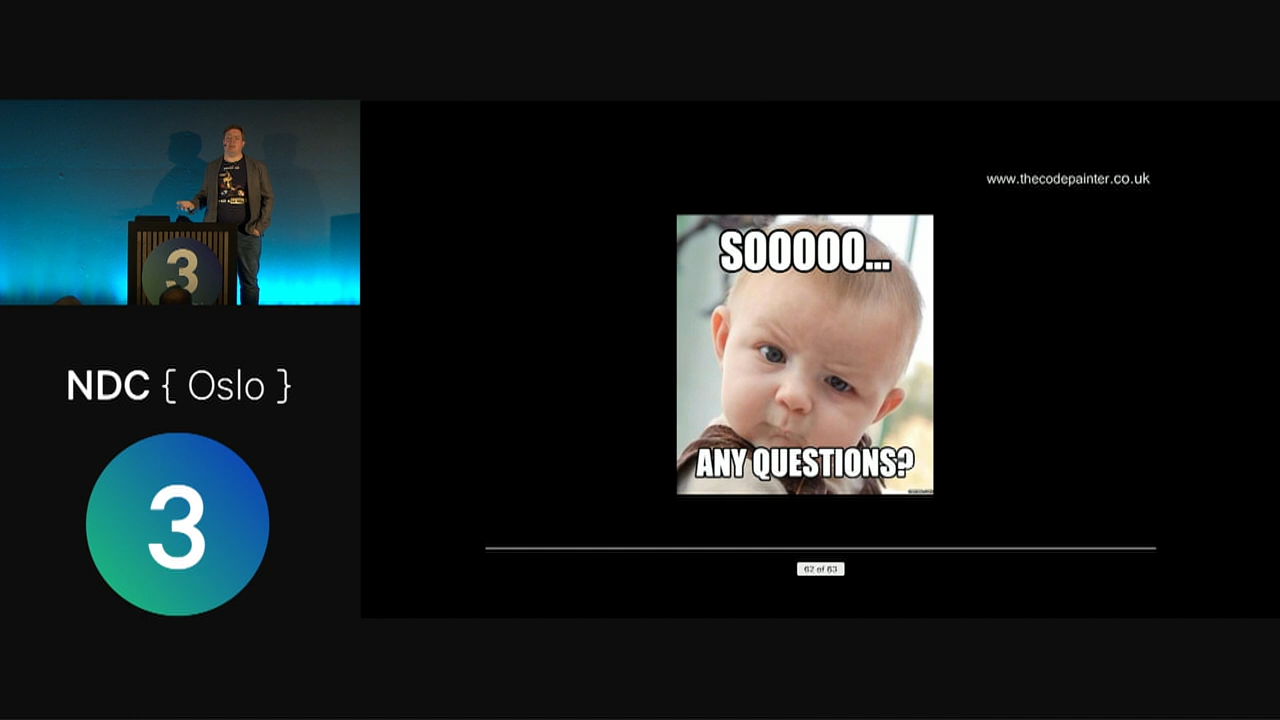 3
NDC { Oslo }
3
www.thecodepainter.co.uk
SOOOOO...
ANY QUESTIONS?
62 of 63